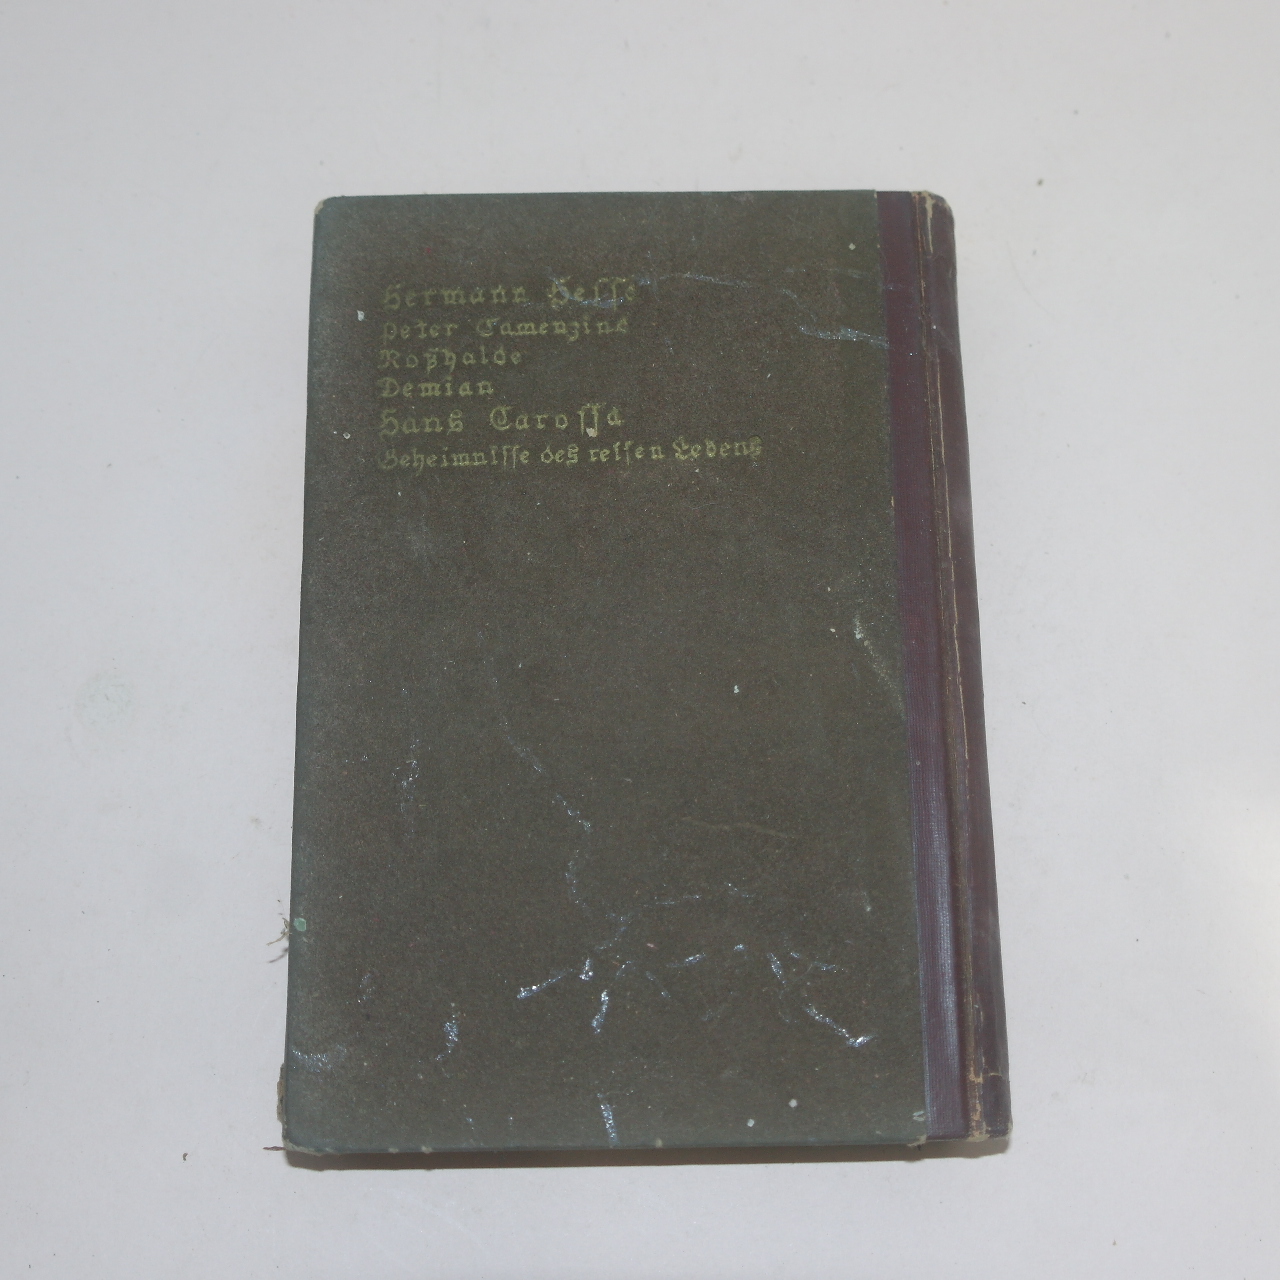 Hermann Hesse
Peter Camenzind
Roßhalde
Demian
Hans Carossa
Geheimnisse des reifen Lebens